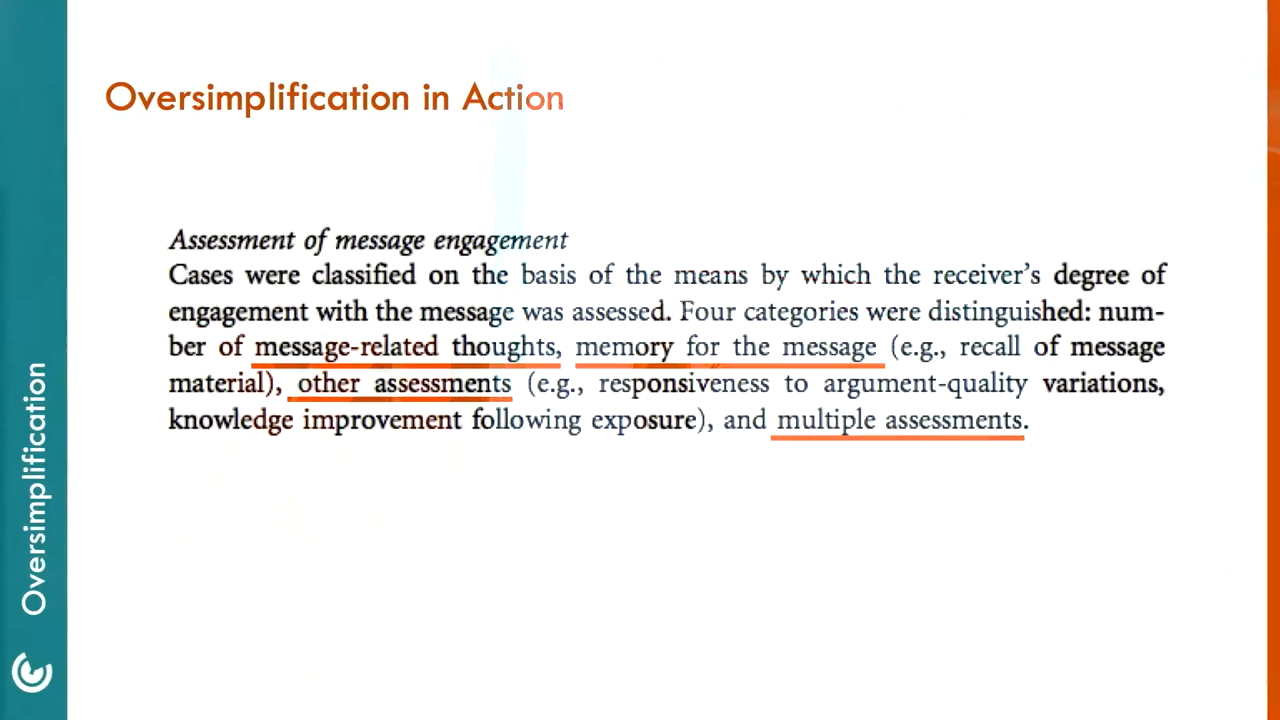 Oversimplification in Action
Assessment of message engagement
Cases were classified on the basis of the means by which the receiver's degree of
engagement with the message was assessed. Four categories were distinguished: num-
ber of message-related thoughts, memory for the message (e.g., recall of message
material), other assessments (e.g., responsiveness to argument-quality variations,
knowledge improvement following exposure), and multiple assessments.
Oversimplification